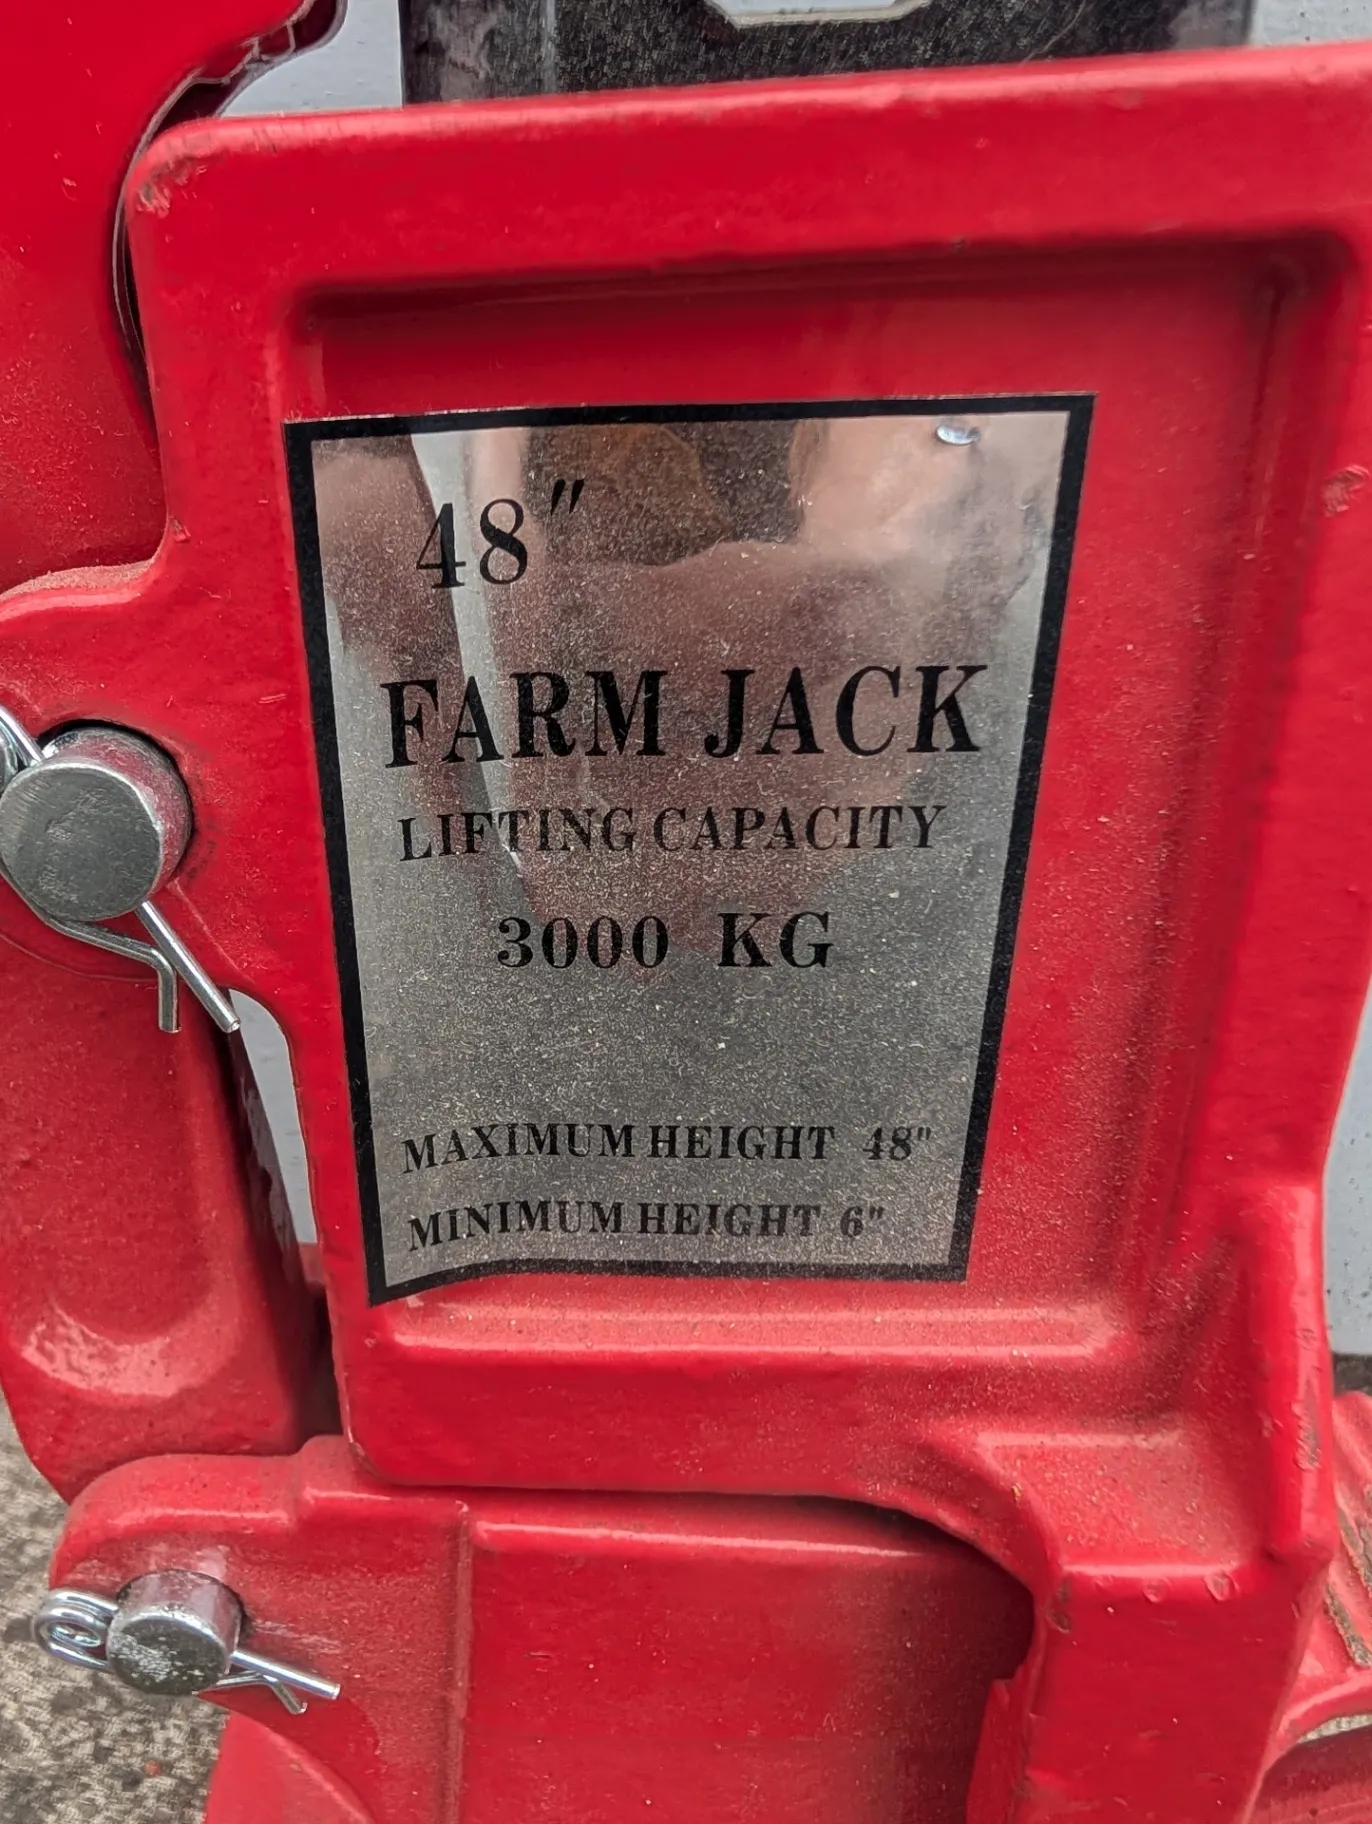 48"
FARM JACK
LIFTING CAPACITY
3000 KG
MAXIMUM HEIGHT 48"
MINIMUM HEIGHT 6"